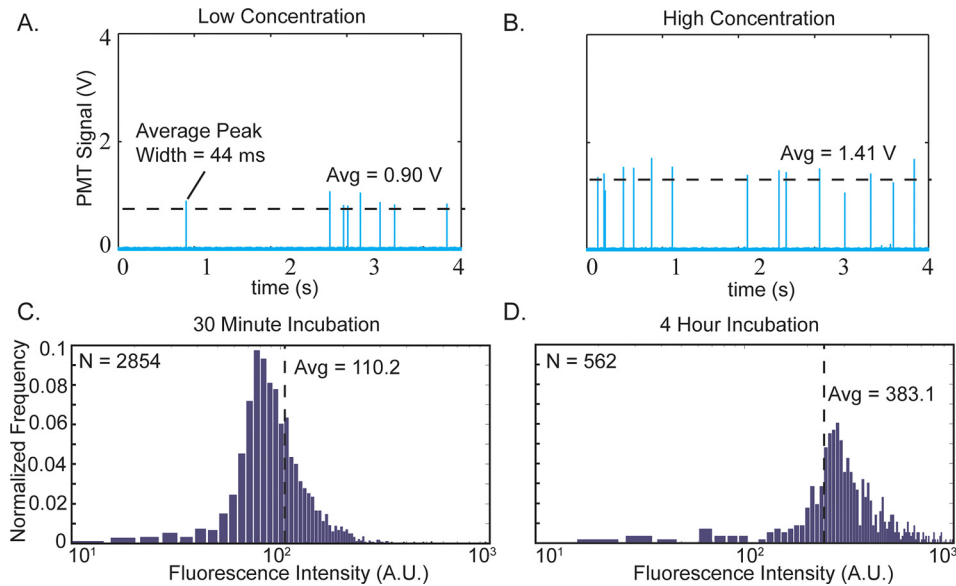 A.
Low Concentration
4
2
0
PMT Signal (V)
Average Peak
Width = 44 ms
Avg = 0.90 V
0 1 2 3 4
time (s)
B.
High Concentration
Avg = 1.41 V
0 1 2 3 4
time (s)
C.
30 Minute Incubation
0.1
0.08
0.06
0.04
0.02
0
Normalized Frequency
N = 2854
Avg = 110.2
10¹ 10² 10³
Fluorescence Intensity (A.U.)
D.
4 Hour Incubation
N = 562
Avg = 383.1
10¹ 10² 10³
Fluorescence Intensity (A.U.)